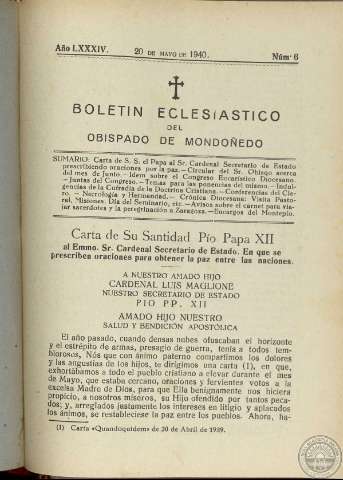 Año LXXXIV. 20 DE MAYO DE 1940. Núm. 6
BOLETIN ECLESIASTICO
DEL
OBISPADO DE MONDOÑEDO
SUMARIO: Carta de S. S. el Papa al Sr. Cardenal Secretario de Estado
prescribiendo oraciones por la paz.—Circular del Sr. Obispo acerca
del mes de Junio.—Idem sobre el Congreso Eucarístico Diocesano.
—Juntas del Congreso.—Temas para las ponencias del mismo.—Indul-
gencias de la Cofradía de la Doctrina Cristiana.—Conferencias del Cle-
ro. — Necrología y Hermandad. — Crónica Diocesana: Visita Pasto-
ral, Misiones, Día del Seminario, etc.—Avisos sobre el carnet para via-
jar sacerdotes y la peregrinación a Zaragoza.—Encargos del Montepío.
Carta de Su Santidad Pío Papa XII
al Emmo. Sr. Cardenal Secretario de Estado. En que se
prescriben oraciones para obtener la paz entre las naciones.
A NUESTRO AMADO HIJO
CARDENAL LUIS MAGLIONE
NUESTRO SECRETARIO DE ESTADO
PIO PP. XII
AMADO HIJO NUESTRO
SALUD Y BENDICIÓN APOSTÓLICA
El año pasado, cuando densas nubes ofuscaban el horizonte
y el estrépito de armas, presagio de guerra, tenía a todos tem-
blorosos, Nós que con ánimo paterno compartimos los dolores
y las angustias de los hijos, te dirigimos una carta (1), en que,
exhortábamos a todo el pueblo cristiano a elevar durante el mes
de Mayo, que estaba cercano, oraciones y fervientes votos a la
excelsa Madre de Dios, para que Ella benignamente nos hiciera
propicio, a nosotros míseros, su Hijo ofendido por tantos peca-
dos; y, arreglados justamente los intereses en litigio y aplacados
los ánimos, se restableciese la paz entre los pueblos. Ahora, ha-
(1) Carta «Quandoquidem» de 20 de Abril de 1939.